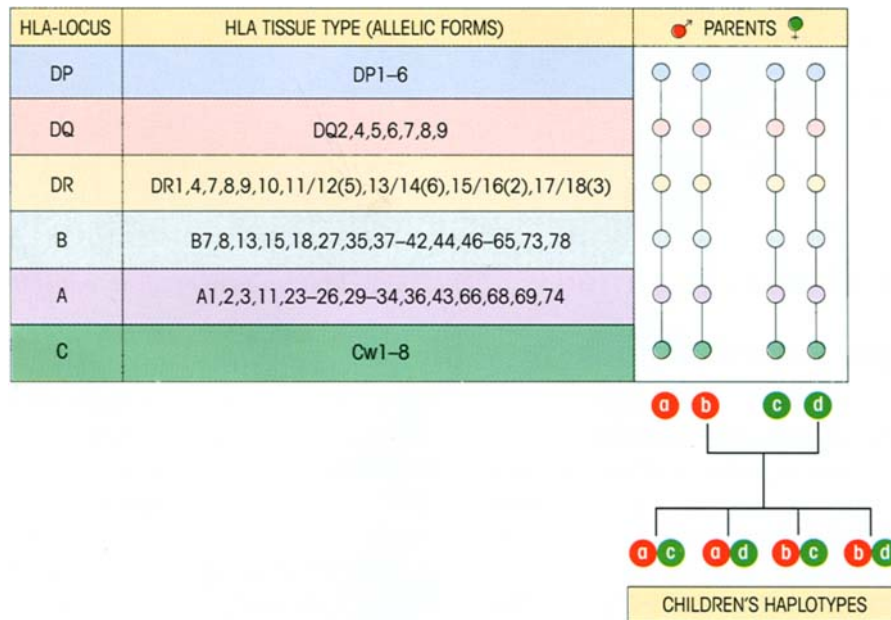 HLA-LOCUS HLA TISSUE TYPE (ALLELIC FORMS) ♂ PARENTS ♀
DP DP1–6
DQ DQ2,4,5,6,7,8,9
DR DR1,4,7,8,9,10,11/12(5),13/14(6),15/16(2),17/18(3)
B B7,8,13,15,18,27,35,37–42,44,46–65,73,78
A A1,2,3,11,23–26,29–34,36,43,66,68,69,74
C Cw1–8
a b c d
a c a d b c b d
CHILDREN'S HAPLOTYPES